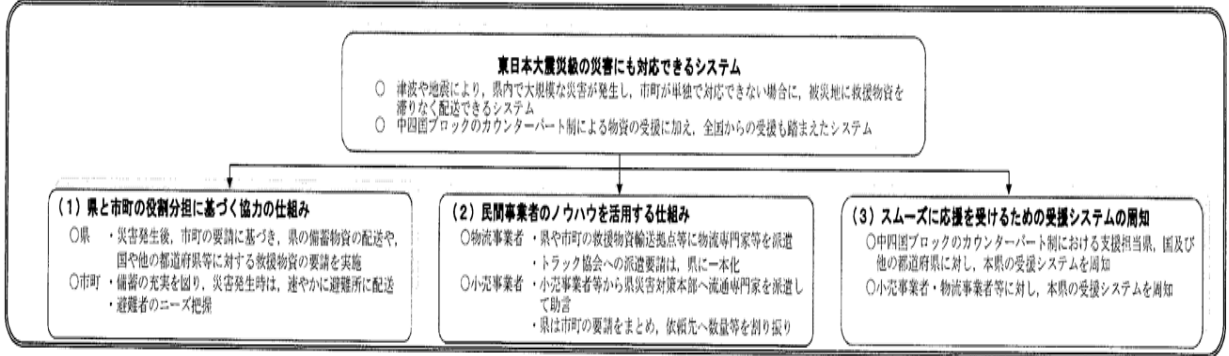 東日本大震災級の災害にも対応できるシステム
○ 津波や地震により，県内で大規模な災害が発生し，市町が単独で対応できない場合に，被災地に救援物資を
滞りなく配送できるシステム
○ 中四国ブロックのカウンターパート制による物資の受援に加え，全国からの受援も踏まえたシステム
（１）県と市町の役割分担に基づく協力の仕組み
○県 ・災害発生後，市町の要請に基づき，県の備蓄物資の配送や，
国や他の都道府県等に対する救援物資の要請を実施
○市町・備蓄の充実を図り，災害発生時は，速やかに避難所に配送
・避難者のニーズ把握
（２）民間事業者のノウハウを活用する仕組み
○物流事業者・県や市町の救援物資輸送拠点等に物流専門家等を派遣
・トラック協会への派遣要請は，県に一本化
○小売事業者・小売事業者等から県災害対策本部へ流通専門家を派遣し
て助言
・県は市町の要請をまとめ，依頼先へ数量等を割り振り
（３）スムーズに応援を受けるための受援システムの周知
○中四国ブロックのカウンターパート制における支援担当県，国及び
他の都道府県に対し，本県の受援システムを周知
○小売事業者・物流事業者等に対し，本県の受援システムを周知